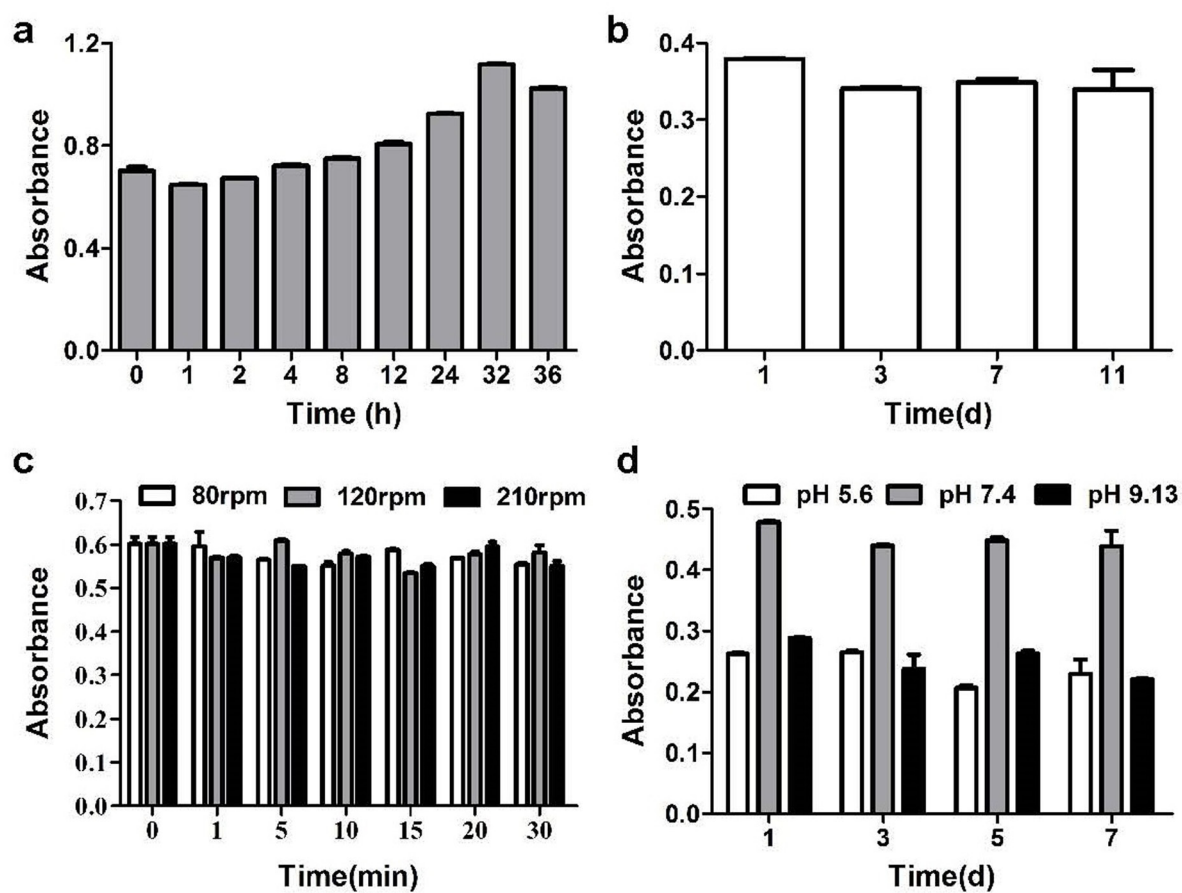 a
Absorbance
1.2
0.8
0.4
0.0
0 1 2 4 8 12 24 32 36
Time (h)
b
Absorbance
0.4
0.3
0.2
0.1
0.0
1 3 7 11
Time(d)
c
80rpm 120rpm 210rpm
Absorbance
0.7
0.6
0.5
0.4
0.3
0.2
0.1
0.0
0 1 5 10 15 20 30
Time(min)
d
pH 5.6 pH 7.4 pH 9.13
Absorbance
0.5
0.4
0.3
0.2
0.1
0.0
1 3 5 7
Time(d)